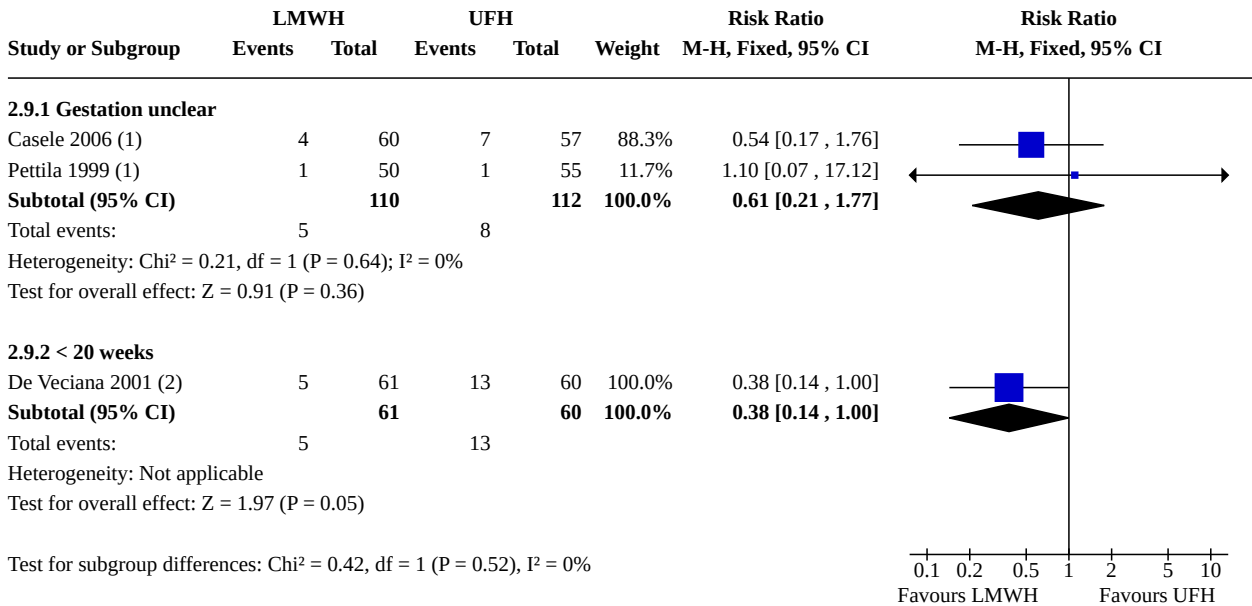 LMWH UFH Risk Ratio Risk Ratio
Study or Subgroup Events Total Events Total Weight M-H, Fixed, 95% CI M-H, Fixed, 95% CI
2.9.1 Gestation unclear
Casele 2006 (1) 4 60 7 57 88.3% 0.54 [0.17 , 1.76]
Pettila 1999 (1) 1 50 1 55 11.7% 1.10 [0.07 , 17.12]
Subtotal (95% CI) 110 112 100.0% 0.61 [0.21 , 1.77]
Total events: 5 8
Heterogeneity: Chi² = 0.21, df = 1 (P = 0.64); I² = 0%
Test for overall effect: Z = 0.91 (P = 0.36)
2.9.2 < 20 weeks
De Veciana 2001 (2) 5 61 13 60 100.0% 0.38 [0.14 , 1.00]
Subtotal (95% CI) 61 60 100.0% 0.38 [0.14 , 1.00]
Total events: 5 13
Heterogeneity: Not applicable
Test for overall effect: Z = 1.97 (P = 0.05)
Test for subgroup differences: Chi² = 0.42, df = 1 (P = 0.52), I² = 0%
0.1 0.2 0.5 1 2 5 10
Favours LMWH Favours UFH